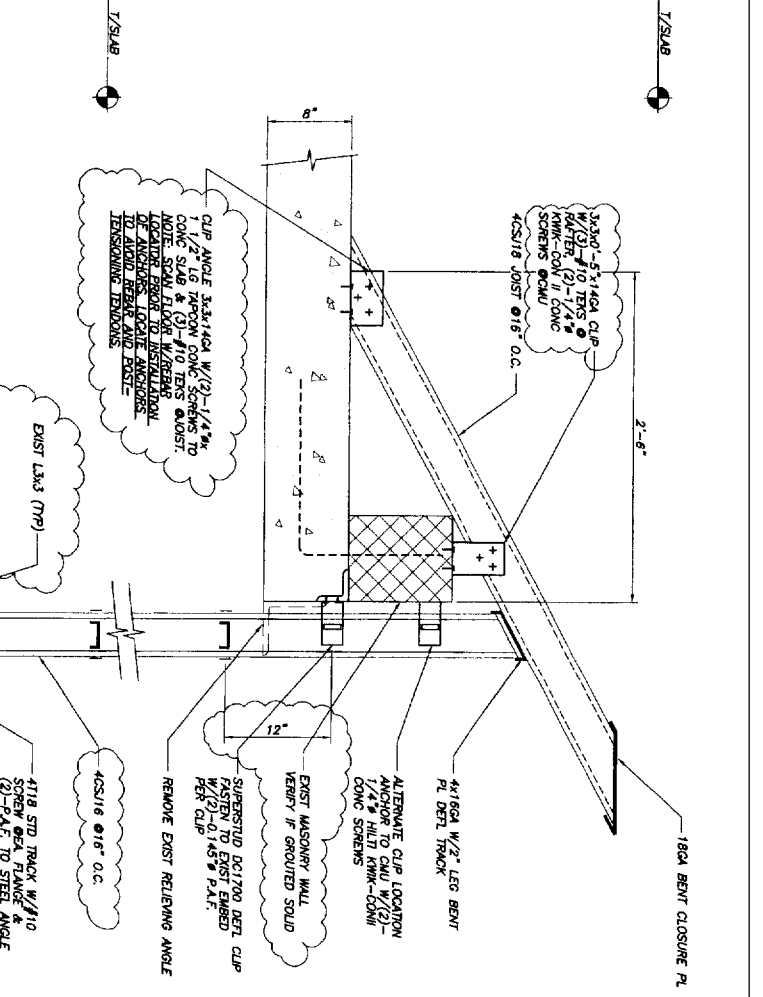 T/SLAB
T/SLAB
3x3x0'-5"x14GA CLIP
W/(3)-#10 TEKS @
RAFTER, (2)-1/4"ø
KWIK-CON II CONC
SCREWS @CMU
4CSJ18 JOIST @16" O.C.
2'-6"
18GA BENT CLOSURE PL
8"
CLIP ANGLE 3x3x14GA W/(2)-1/4"øx
1 1/2" LG TAPCON CONC SCREWS TO
CONC SLAB & (3)-#10 TEKS @JOIST.
NOTE: SCAN FLOOR W/REBAR
LOCATOR PRIOR TO INSTALLATION
OF ANCHORS. LOCATE ANCHORS
TO AVOID REBAR AND POST-
TENSIONING TENDONS.
4x16GA W/2" LEG BENT
PL DEFL TRACK
ALTERNATE CLIP LOCATION
ANCHOR TO CMU W/(2)-
1/4"ø HILTI KWIK-CONII
CONC SCREWS
EXIST MASONRY WALL
VERIFY IF GROUTED SOLID
12"
SUPERSTUD DC1700 DEFL CLIP
FASTEN TO EXIST EMBED
W/(2)-0.145"ø P.A.F.
PER CLIP
REMOVE EXIST RELIEVING ANGLE
EXIST L3x3 (TYP)
4CSJ16 @16" O.C.
4T18 STD TRACK W/#10
SCREW @EA. FLANGE &
(2)-P.A.F. TO STEEL ANGLE